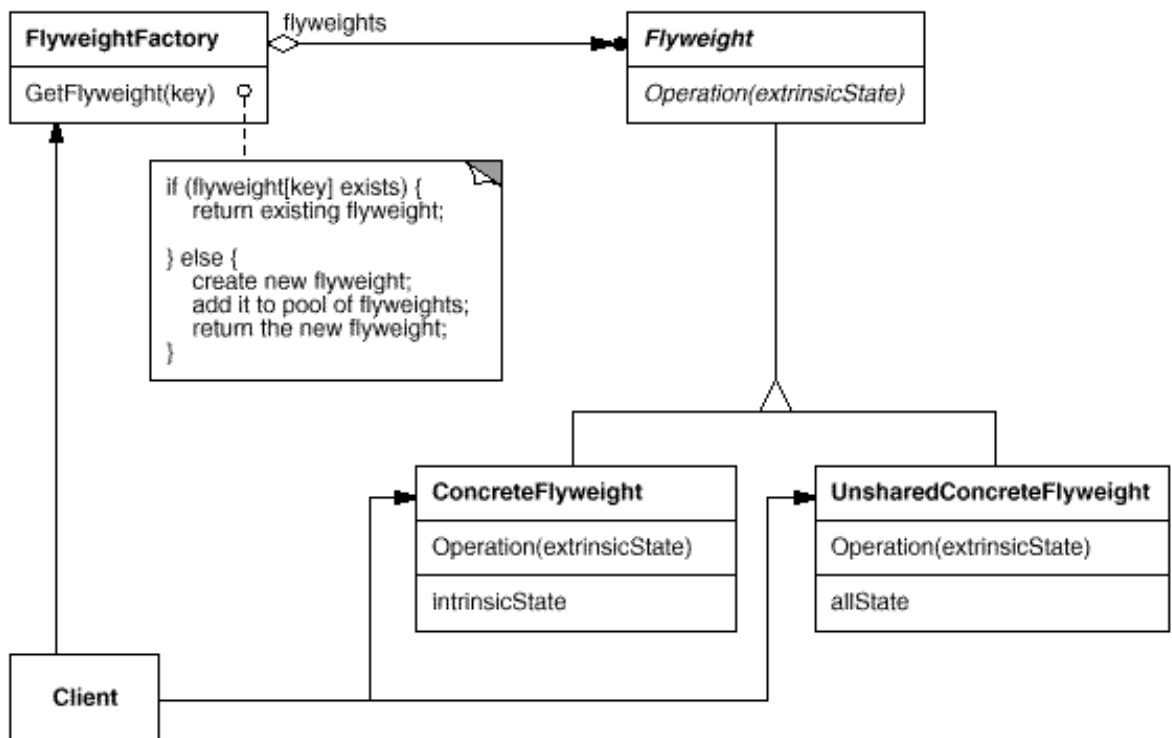 flyweights
FlyweightFactory
Flyweight
GetFlyweight(key)
Operation(extrinsicState)
if (flyweight[key] exists) {
return existing flyweight;
} else {
create new flyweight;
add it to pool of flyweights;
return the new flyweight;
}
ConcreteFlyweight
UnsharedConcreteFlyweight
Operation(extrinsicState)
Operation(extrinsicState)
intrinsicState
allState
Client